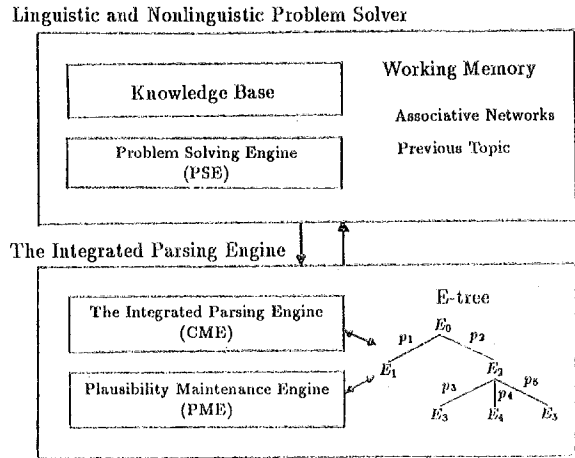 Linguistic and Nonlinguistic Problem Solver
Knowledge Base
Problem Solving Engine
(PSE)
Working Memory
Associative Networks
Previous Topic
The Integrated Parsing Engine
The Integrated Parsing Engine
(CME)
Plausibility Maintenance Engine
(PME)
E-tree
E₀
p₁ p₂
E₁ E₂
p₃ p₄ p₅
E₃ E₄ E₅